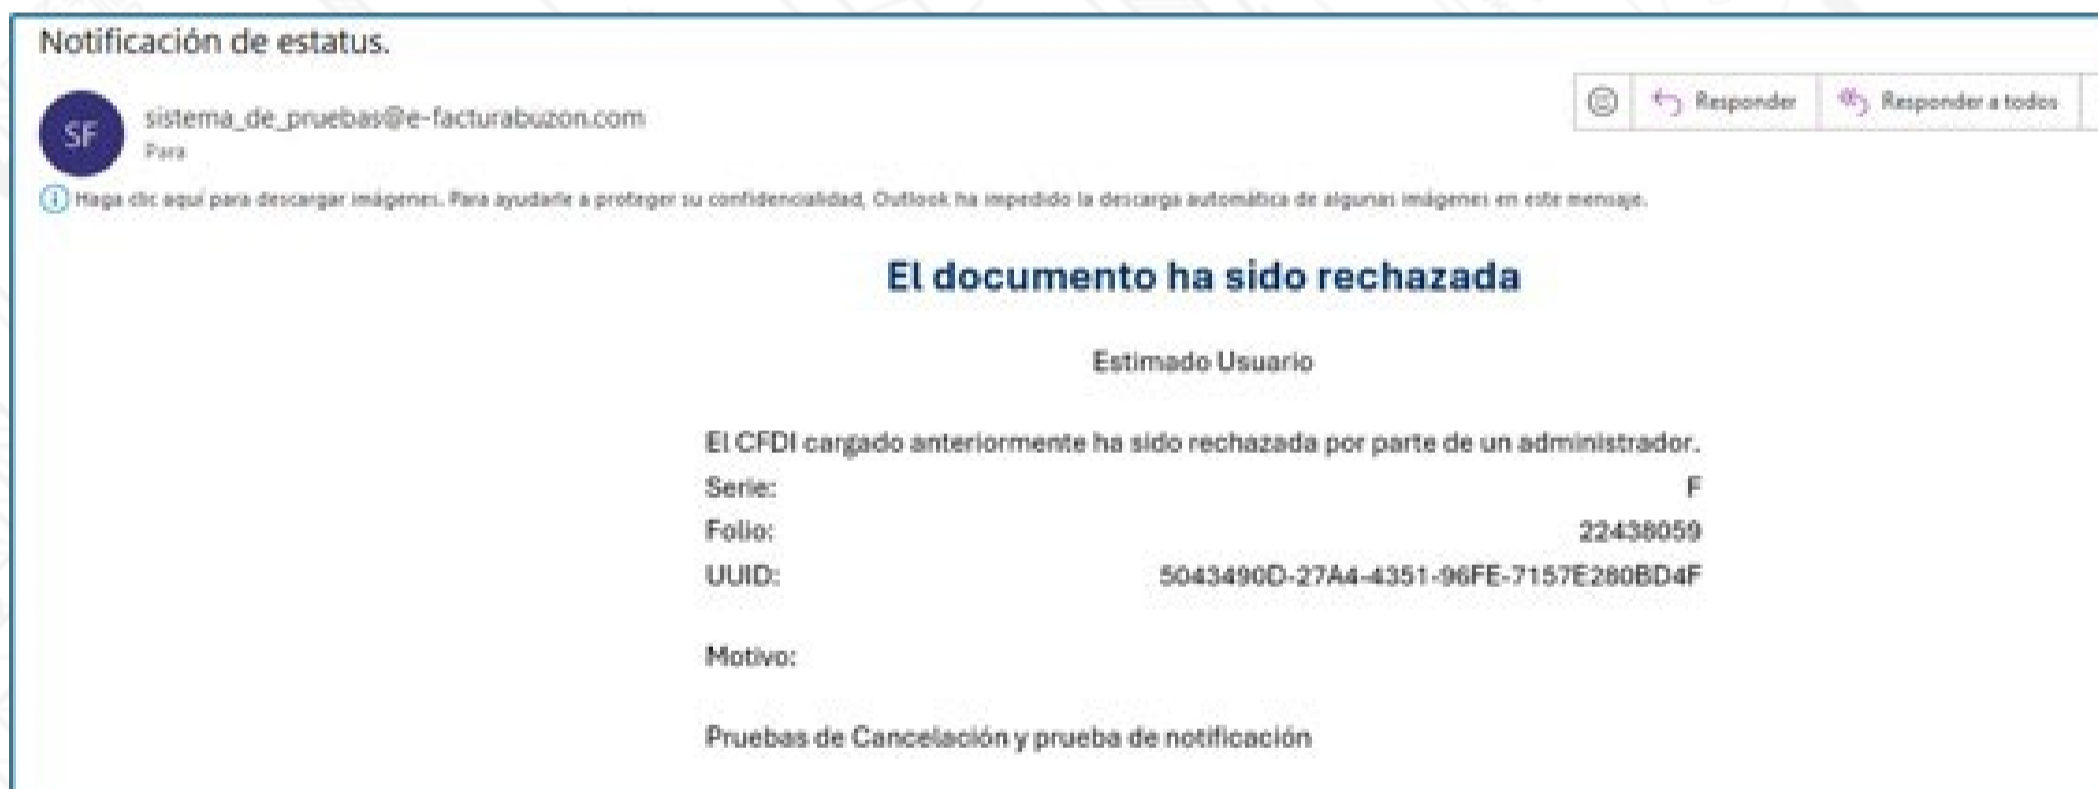 Notificación de estatus.
SF
sistema_de_pruebas@e-facturabuzon.com
Para
Responder
Responder a todos
Haga clic aquí para descargar imágenes. Para ayudarle a proteger su confidencialidad, Outlook ha impedido la descarga automática de algunas imágenes en este mensaje.
El documento ha sido rechazada
Estimado Usuario
El CFDI cargado anteriormente ha sido rechazada por parte de un administrador.
Serie: F
Folio: 22438059
UUID: 5043490D-27A4-4351-96FE-7157E280BD4F
Motivo:
Pruebas de Cancelación y prueba de notificación